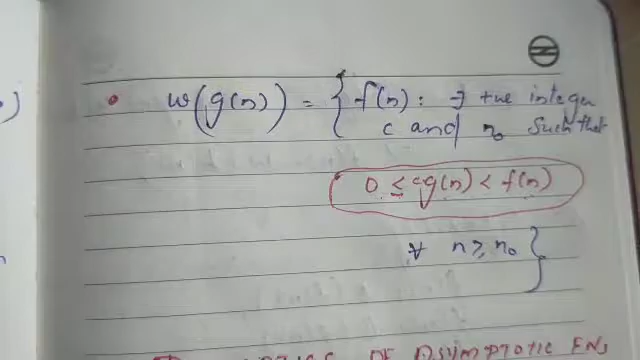 ω(g(n)) = { f(n) : ∃ +ve integer
c and n₀ such that
0 ≤ cg(n) < f(n)
∀ n ≥ n₀ }
OF ASYMPTOTIC FNS